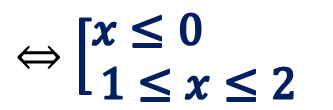 ⇔ [ x ≤ 0
1 ≤ x ≤ 2